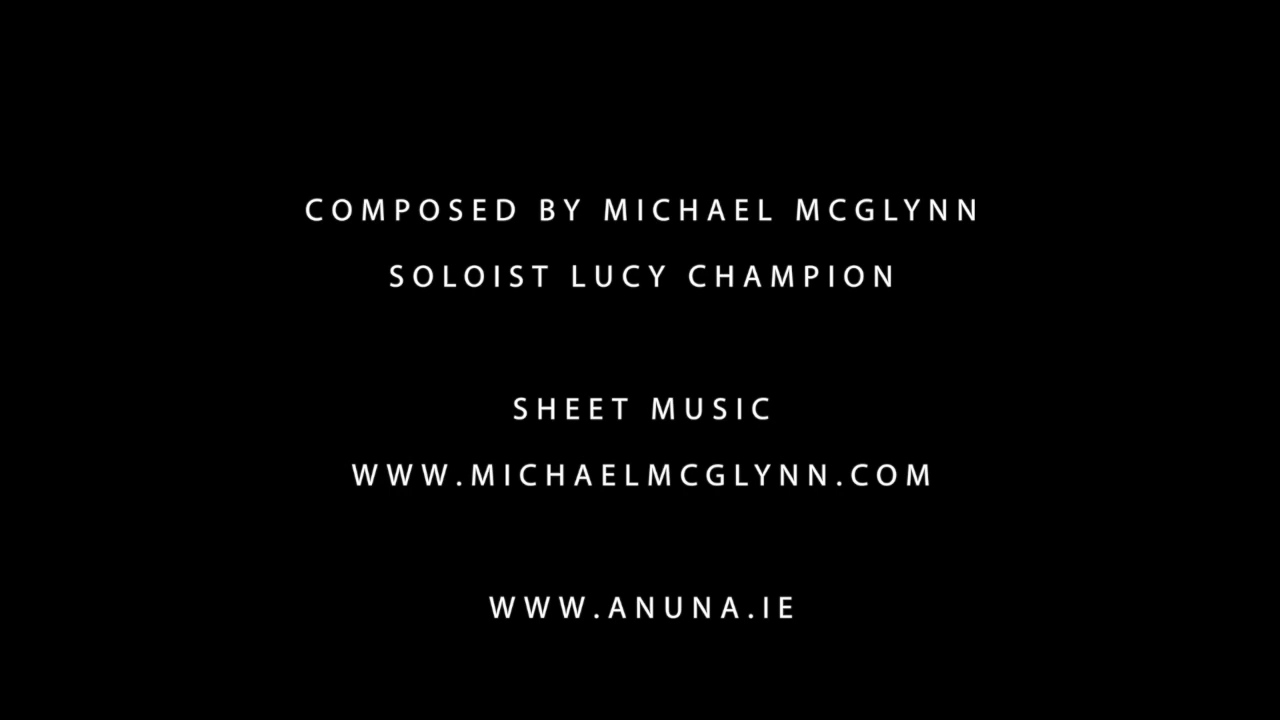 COMPOSED BY MICHAEL MCGLYNN
SOLOIST LUCY CHAMPION
SHEET MUSIC
WWW.MICHAELMCGLYNN.COM
WWW.ANUNA.IE